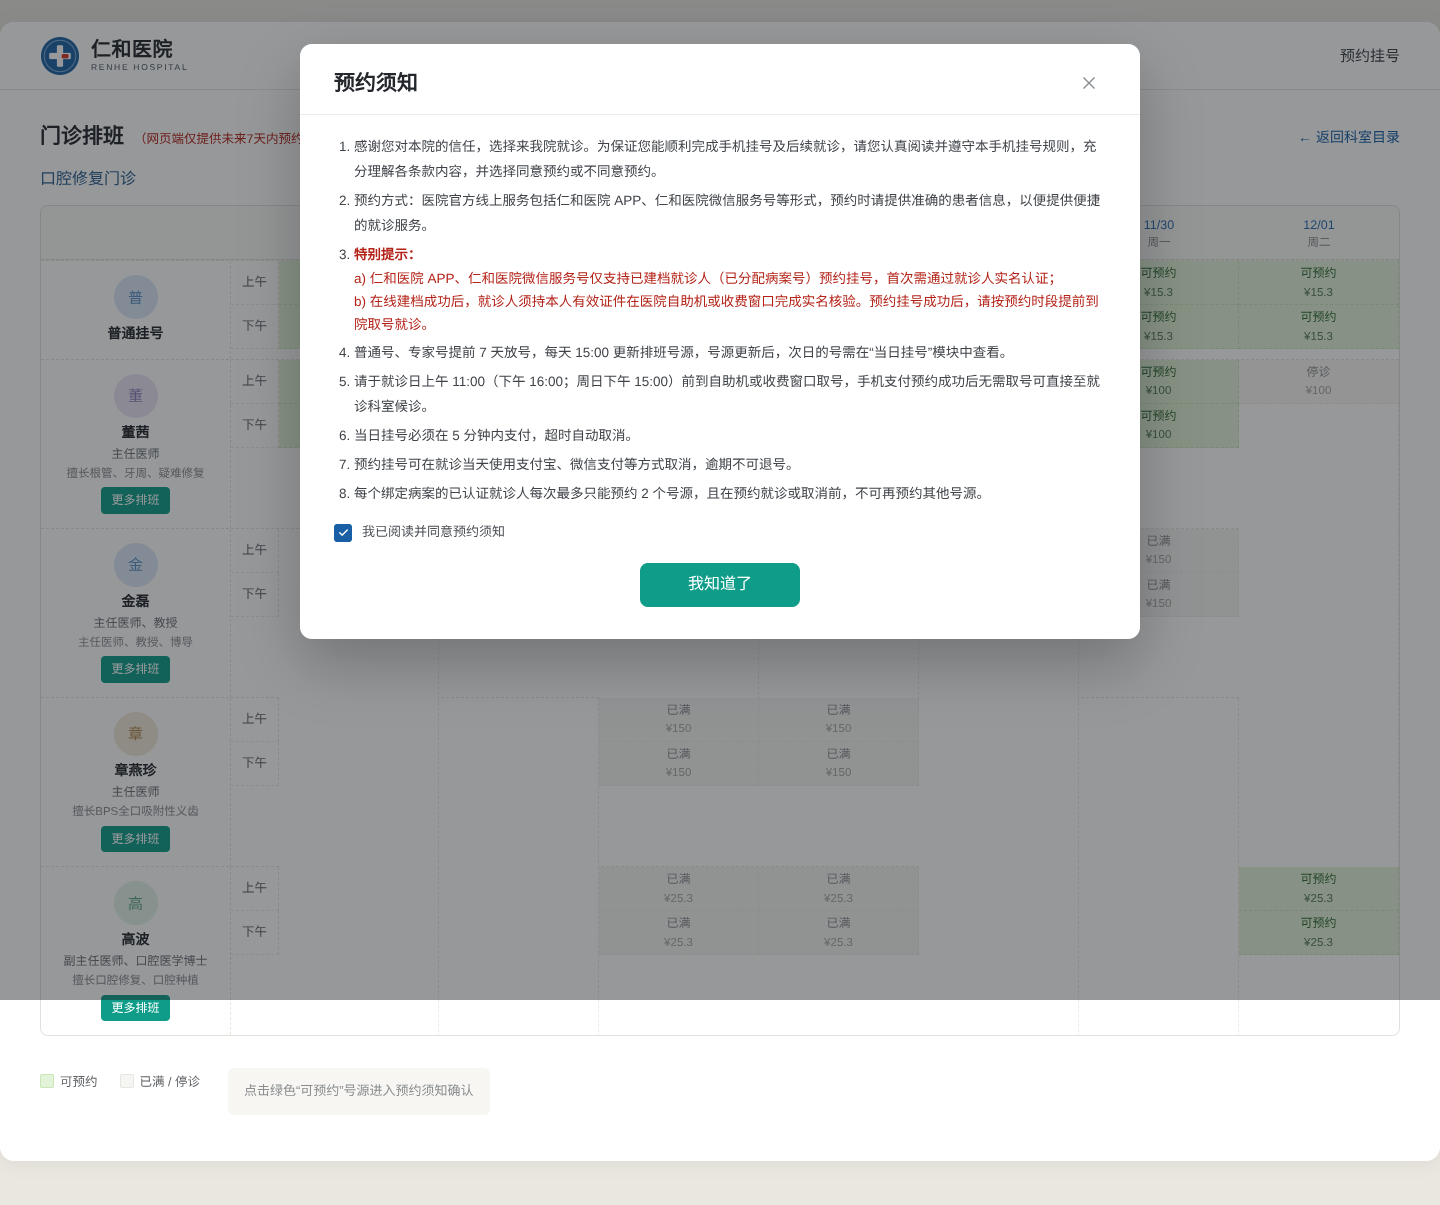 仁和医院
RENHE HOSPITAL
预约挂号
门诊排班 （网页端仅提供未来7天内预约
← 返回科室目录
口腔修复门诊
11/30 12/01
周一 周二
预约须知
1. 感谢您对本院的信任，选择来我院就诊。为保证您能顺利完成手机挂号及后续就诊，请您认真阅读并遵守本手机挂号规则，充
分理解各条款内容，并选择同意预约或不同意预约。
2. 预约方式：医院官方线上服务包括仁和医院 APP、仁和医院微信服务号等形式，预约时请提供准确的患者信息，以便提供便捷
的就诊服务。
3. 特别提示：
a) 仁和医院 APP、仁和医院微信服务号仅支持已建档就诊人（已分配病案号）预约挂号，首次需通过就诊人实名认证；
b) 在线建档成功后，就诊人须持本人有效证件在医院自助机或收费窗口完成实名核验。预约挂号成功后，请按预约时段提前到
院取号就诊。
4. 普通号、专家号提前 7 天放号，每天 15:00 更新排班号源，号源更新后，次日的号需在“当日挂号”模块中查看。
5. 请于就诊日上午 11:00（下午 16:00；周日下午 15:00）前到自助机或收费窗口取号，手机支付预约成功后无需取号可直接至就
诊科室候诊。
6. 当日挂号必须在 5 分钟内支付，超时自动取消。
7. 预约挂号可在就诊当天使用支付宝、微信支付等方式取消，逾期不可退号。
8. 每个绑定病案的已认证就诊人每次最多只能预约 2 个号源，且在预约就诊或取消前，不可再预约其他号源。
我已阅读并同意预约须知
我知道了
普
普通挂号
上午 可预约 可预约
¥15.3 ¥15.3
下午 可预约 可预约
¥15.3 ¥15.3
董
董茜
主任医师
擅长根管、牙周、疑难修复
更多排班
上午 可预约 停诊
¥100 ¥100
下午 可预约
¥100
金
金磊
主任医师、教授
主任医师、教授、博导
更多排班
上午 已满
¥150
下午 已满
¥150
章
章燕珍
主任医师
擅长BPS全口吸附性义齿
更多排班
上午 已满 已满
¥150 ¥150
下午 已满 已满
¥150 ¥150
高
高波
副主任医师、口腔医学博士
擅长口腔修复、口腔种植
更多排班
上午 已满 已满 可预约
¥25.3 ¥25.3 ¥25.3
下午 已满 已满 可预约
¥25.3 ¥25.3 ¥25.3
可预约 已满 / 停诊 点击绿色“可预约”号源进入预约须知确认